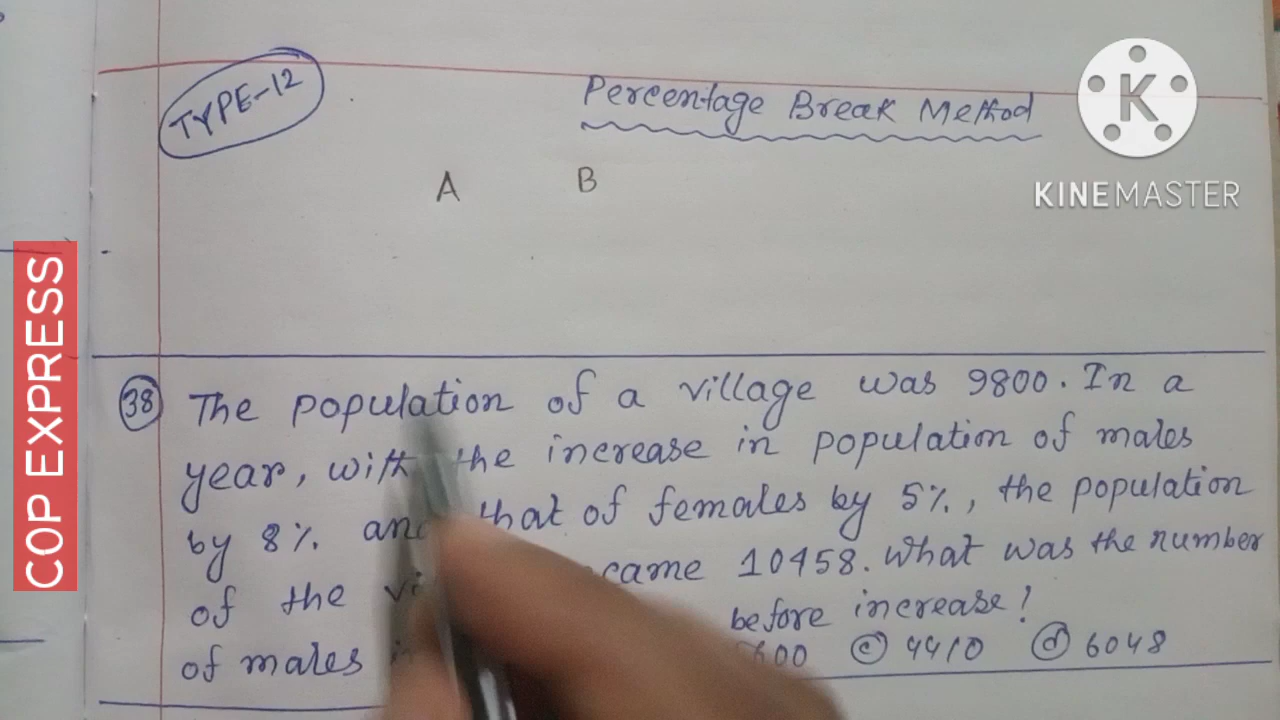 TYPE-12
Percentage Break Method
K
KINEMASTER
A B
COP EXPRESS
38 The population of a village was 9800. In a
year, with the increase in population of males
by 8% and that of females by 5%, the population
of the came 10458. What was the number
of males before increase!
00 (c) 4410 (d) 6048